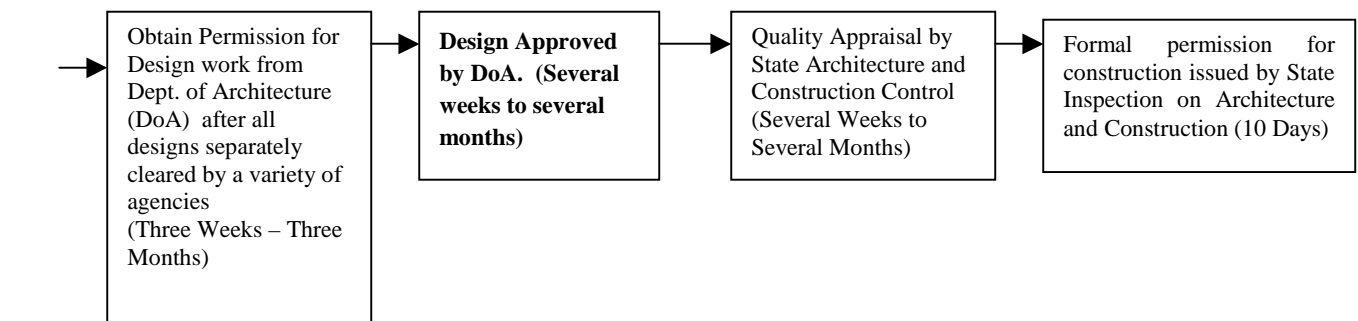 Obtain Permission for
Design work from
Dept. of Architecture
(DoA) after all
designs separately
cleared by a variety of
agencies
(Three Weeks – Three
Months)
Design Approved
by DoA. (Several
weeks to several
months)
Quality Appraisal by
State Architecture and
Construction Control
(Several Weeks to
Several Months)
Formal permission for
construction issued by State
Inspection on Architecture
and Construction (10 Days)